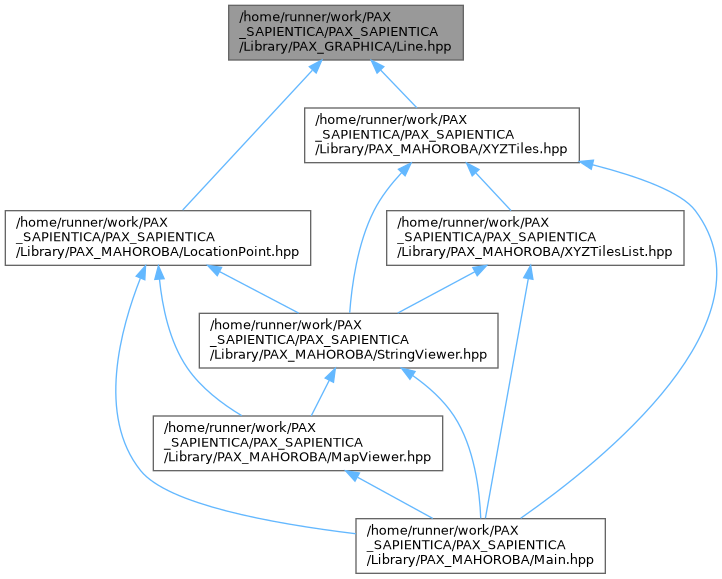 /home/runner/work/PAX
_SAPIENTICA/PAX_SAPIENTICA
/Library/PAX_GRAPHICA/Line.hpp
/home/runner/work/PAX
_SAPIENTICA/PAX_SAPIENTICA
/Library/PAX_MAHOROBA/XYZTiles.hpp
/home/runner/work/PAX
_SAPIENTICA/PAX_SAPIENTICA
/Library/PAX_MAHOROBA/LocationPoint.hpp
/home/runner/work/PAX
_SAPIENTICA/PAX_SAPIENTICA
/Library/PAX_MAHOROBA/XYZTilesList.hpp
/home/runner/work/PAX
_SAPIENTICA/PAX_SAPIENTICA
/Library/PAX_MAHOROBA/StringViewer.hpp
/home/runner/work/PAX
_SAPIENTICA/PAX_SAPIENTICA
/Library/PAX_MAHOROBA/MapViewer.hpp
/home/runner/work/PAX
_SAPIENTICA/PAX_SAPIENTICA
/Library/PAX_MAHOROBA/Main.hpp